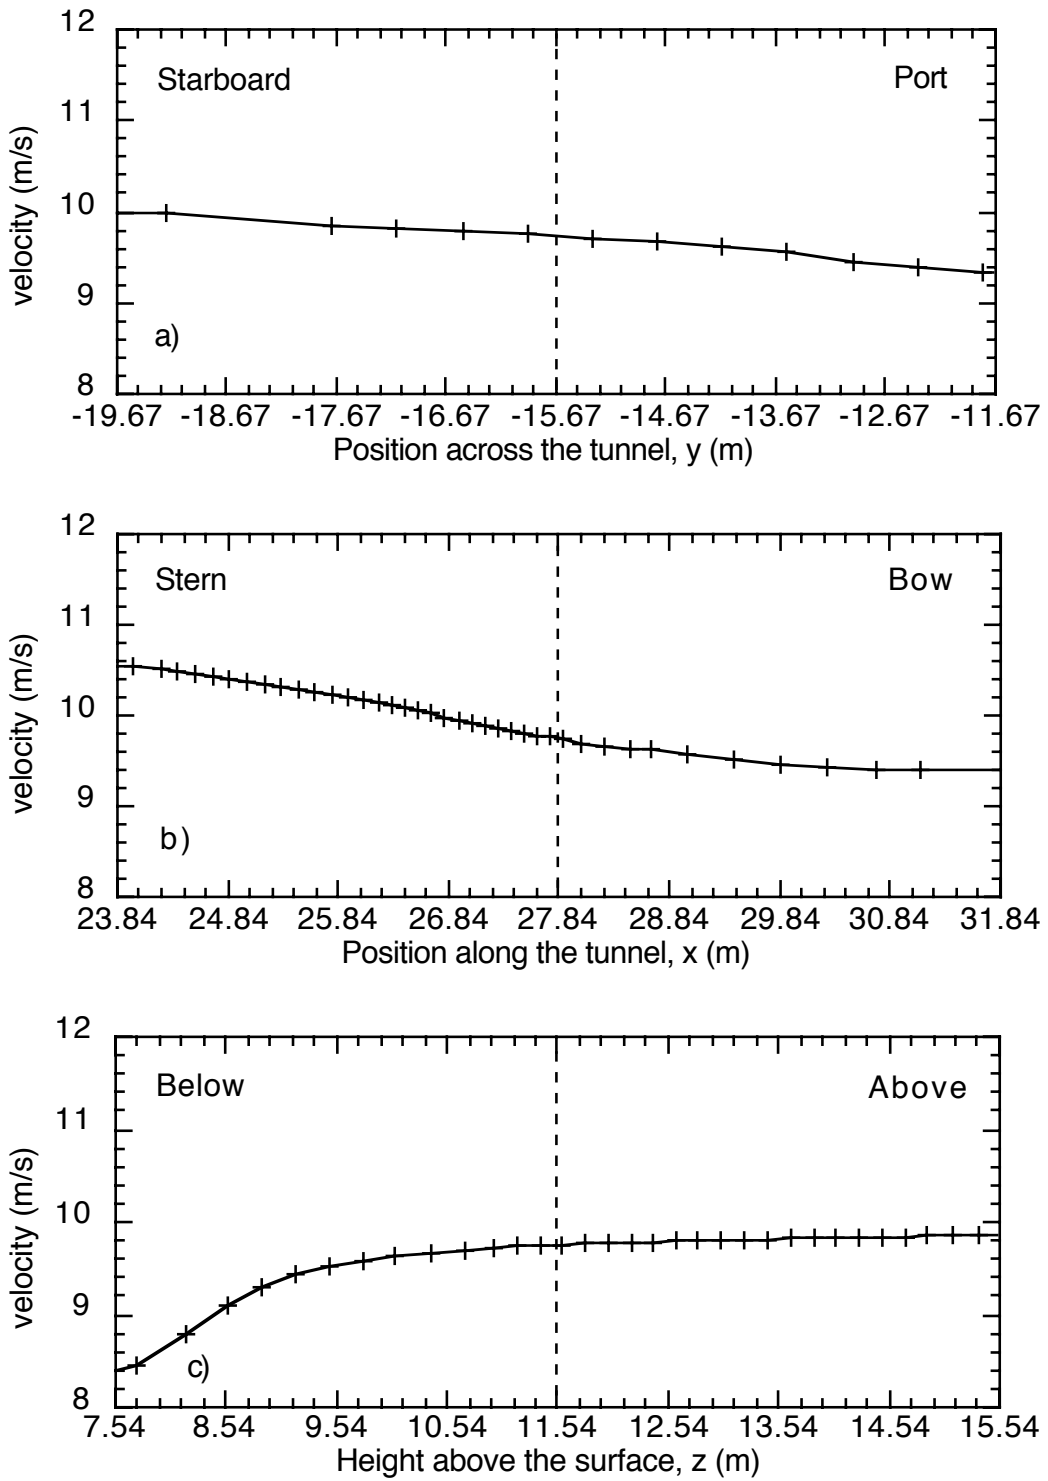 12
Starboard Port
11
10
9
a)
8
velocity (m/s)
-19.67 -18.67 -17.67 -16.67 -15.67 -14.67 -13.67 -12.67 -11.67
Position across the tunnel, y (m)
12
Stern Bow
11
10
9
b)
8
velocity (m/s)
23.84 24.84 25.84 26.84 27.84 28.84 29.84 30.84 31.84
Position along the tunnel, x (m)
12
Below Above
11
10
9
c)
8
velocity (m/s)
7.54 8.54 9.54 10.54 11.54 12.54 13.54 14.54 15.54
Height above the surface, z (m)